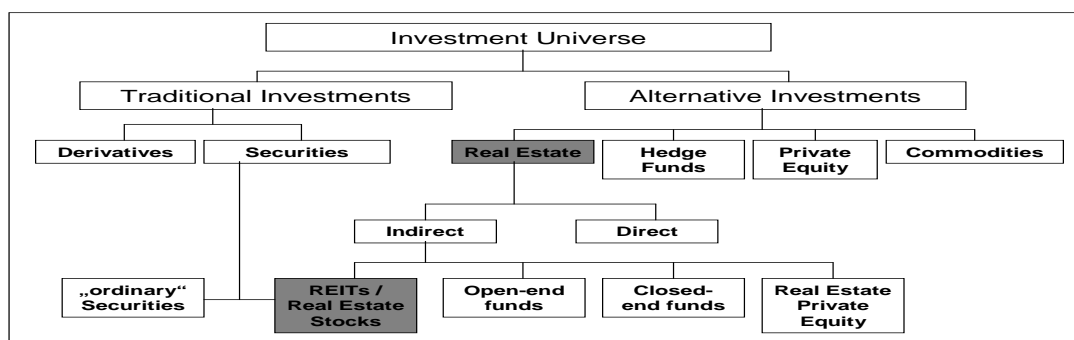 Investment Universe
Traditional Investments
Alternative Investments
Derivatives
Securities
Real Estate
Hedge
Funds
Private
Equity
Commodities
Indirect
Direct
„ordinary“
Securities
REITs /
Real Estate
Stocks
Open-end
funds
Closed-
end funds
Real Estate
Private
Equity